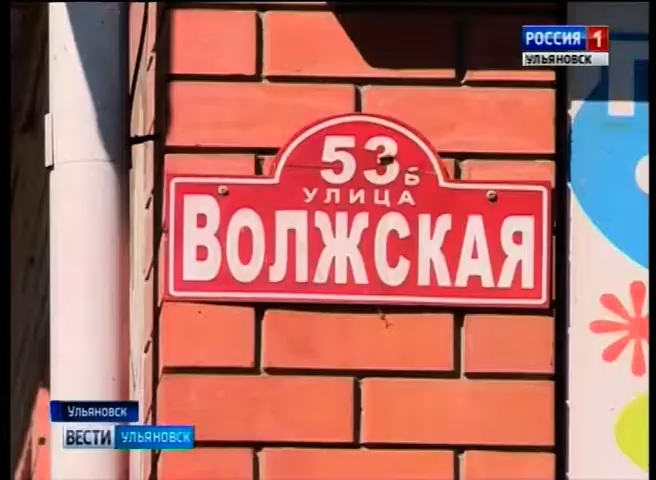 РОССИЯ 1
УЛЬЯНОВСК
53Б
УЛИЦА
ВОЛЖСКАЯ
УЛЬЯНОВСК
ВЕСТИ УЛЬЯНОВСК